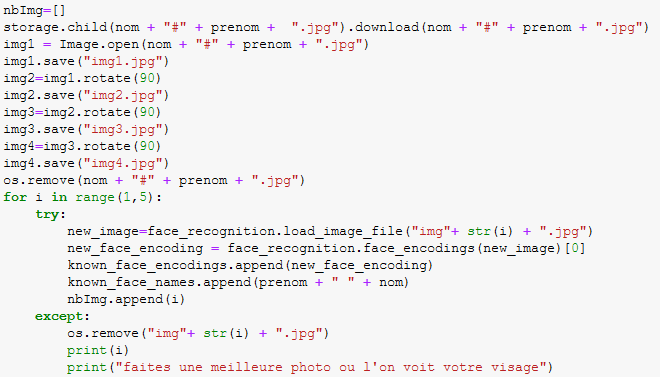 nbImg=[]
storage.child(nom + "#" + prenom +  ".jpg").download(nom + "#" + prenom + ".jpg")
img1 = Image.open(nom + "#" + prenom + ".jpg")
img1.save("img1.jpg")
img2=img1.rotate(90)
img2.save("img2.jpg")
img3=img2.rotate(90)
img3.save("img3.jpg")
img4=img3.rotate(90)
img4.save("img4.jpg")
os.remove(nom + "#" + prenom + ".jpg")
for i in range(1,5):
    try:
        new_image=face_recognition.load_image_file("img"+ str(i) + ".jpg")
        new_face_encoding = face_recognition.face_encodings(new_image)[0]
        known_face_encodings.append(new_face_encoding)
        known_face_names.append(prenom + " " + nom)
        nbImg.append(i)
    except:
        os.remove("img"+ str(i) + ".jpg")
        print(i)
        print("faites une meilleure photo ou l'on voit votre visage")